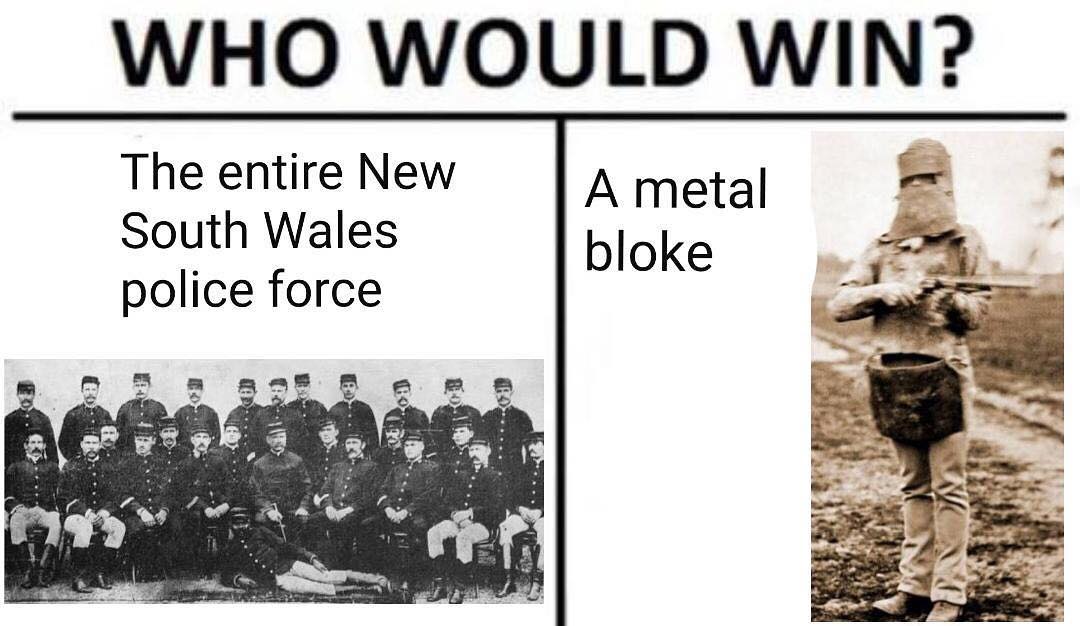 WHO WOULD WIN?
The entire New
South Wales
police force
A metal
bloke